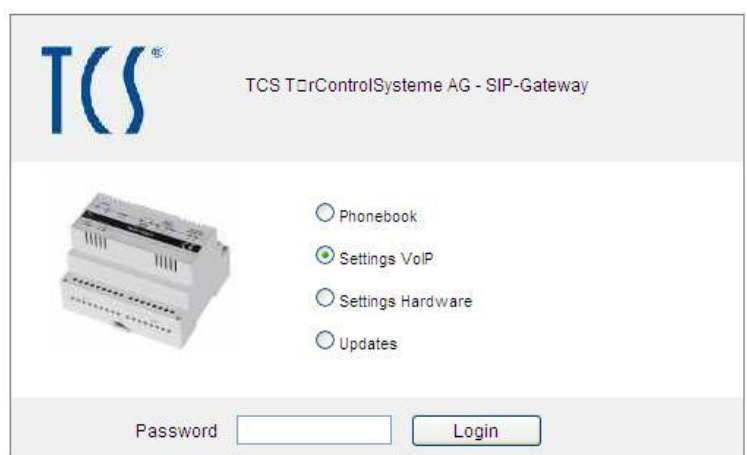 TCS®
TCS T□rControlSysteme AG - SIP-Gateway
Phonebook
Settings VoIP
Settings Hardware
Updates
Password
Login